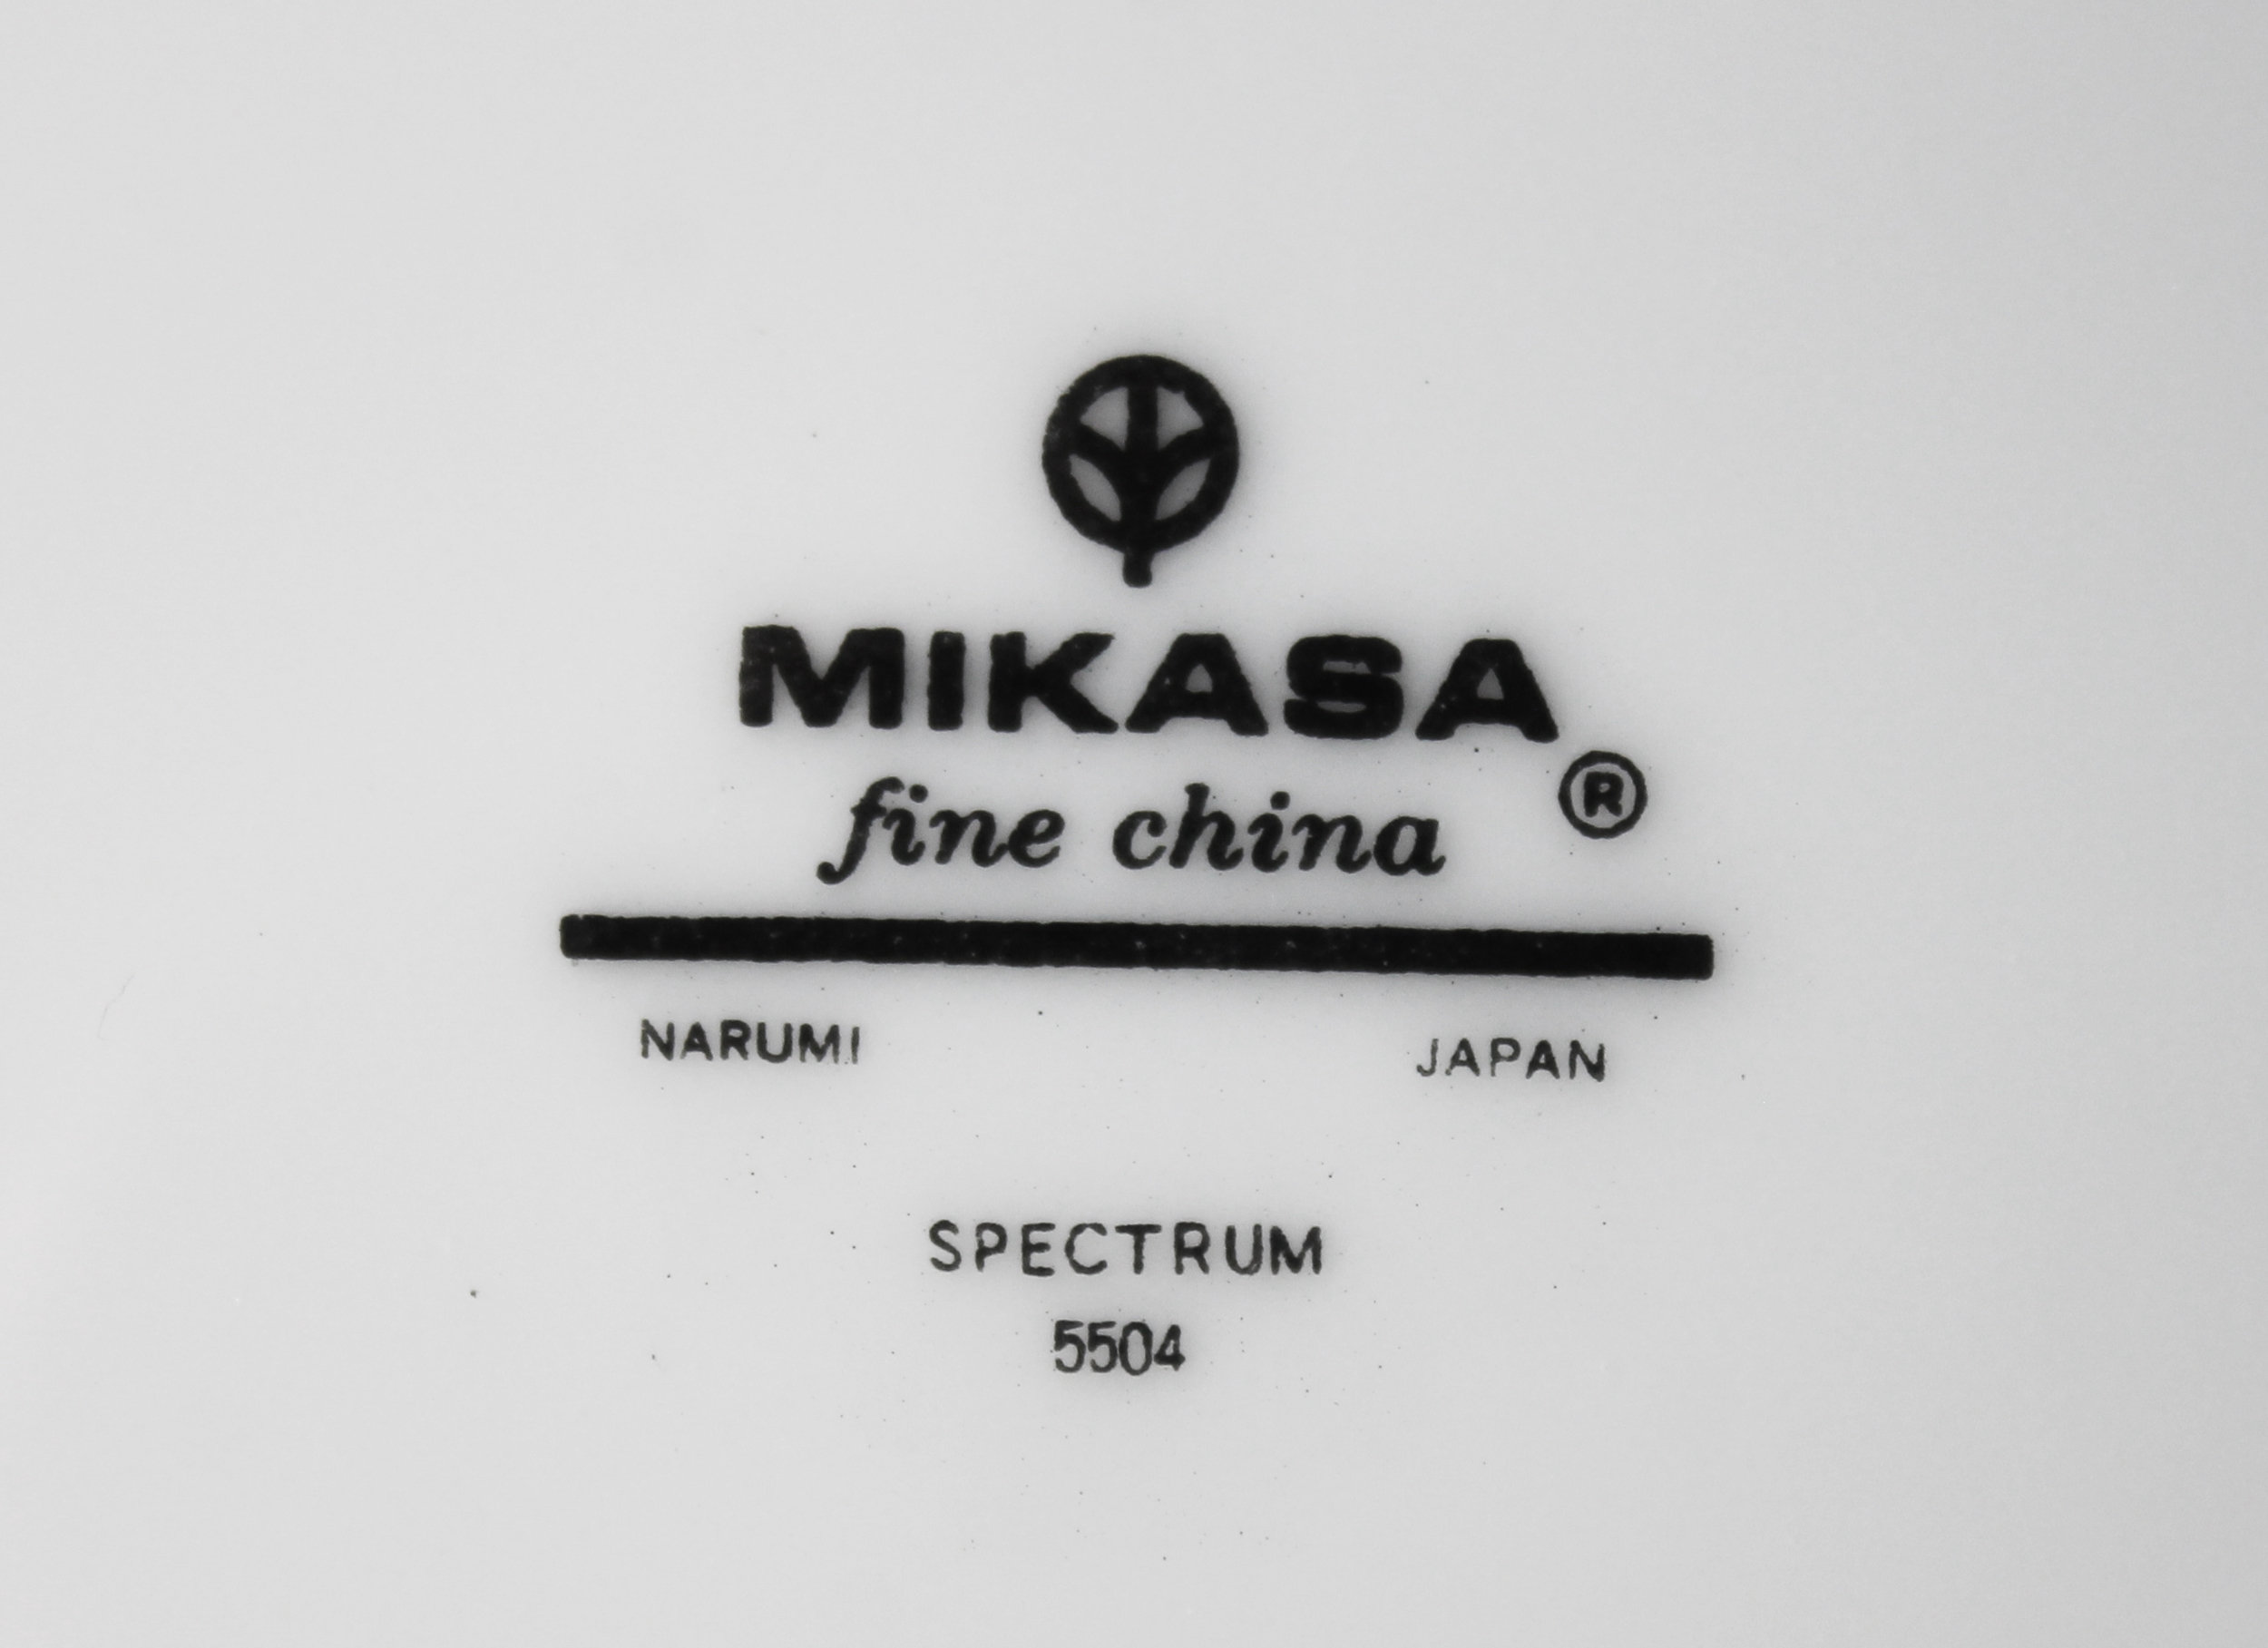 MIKASA
fine china ®
NARUMI JAPAN
SPECTRUM
5504